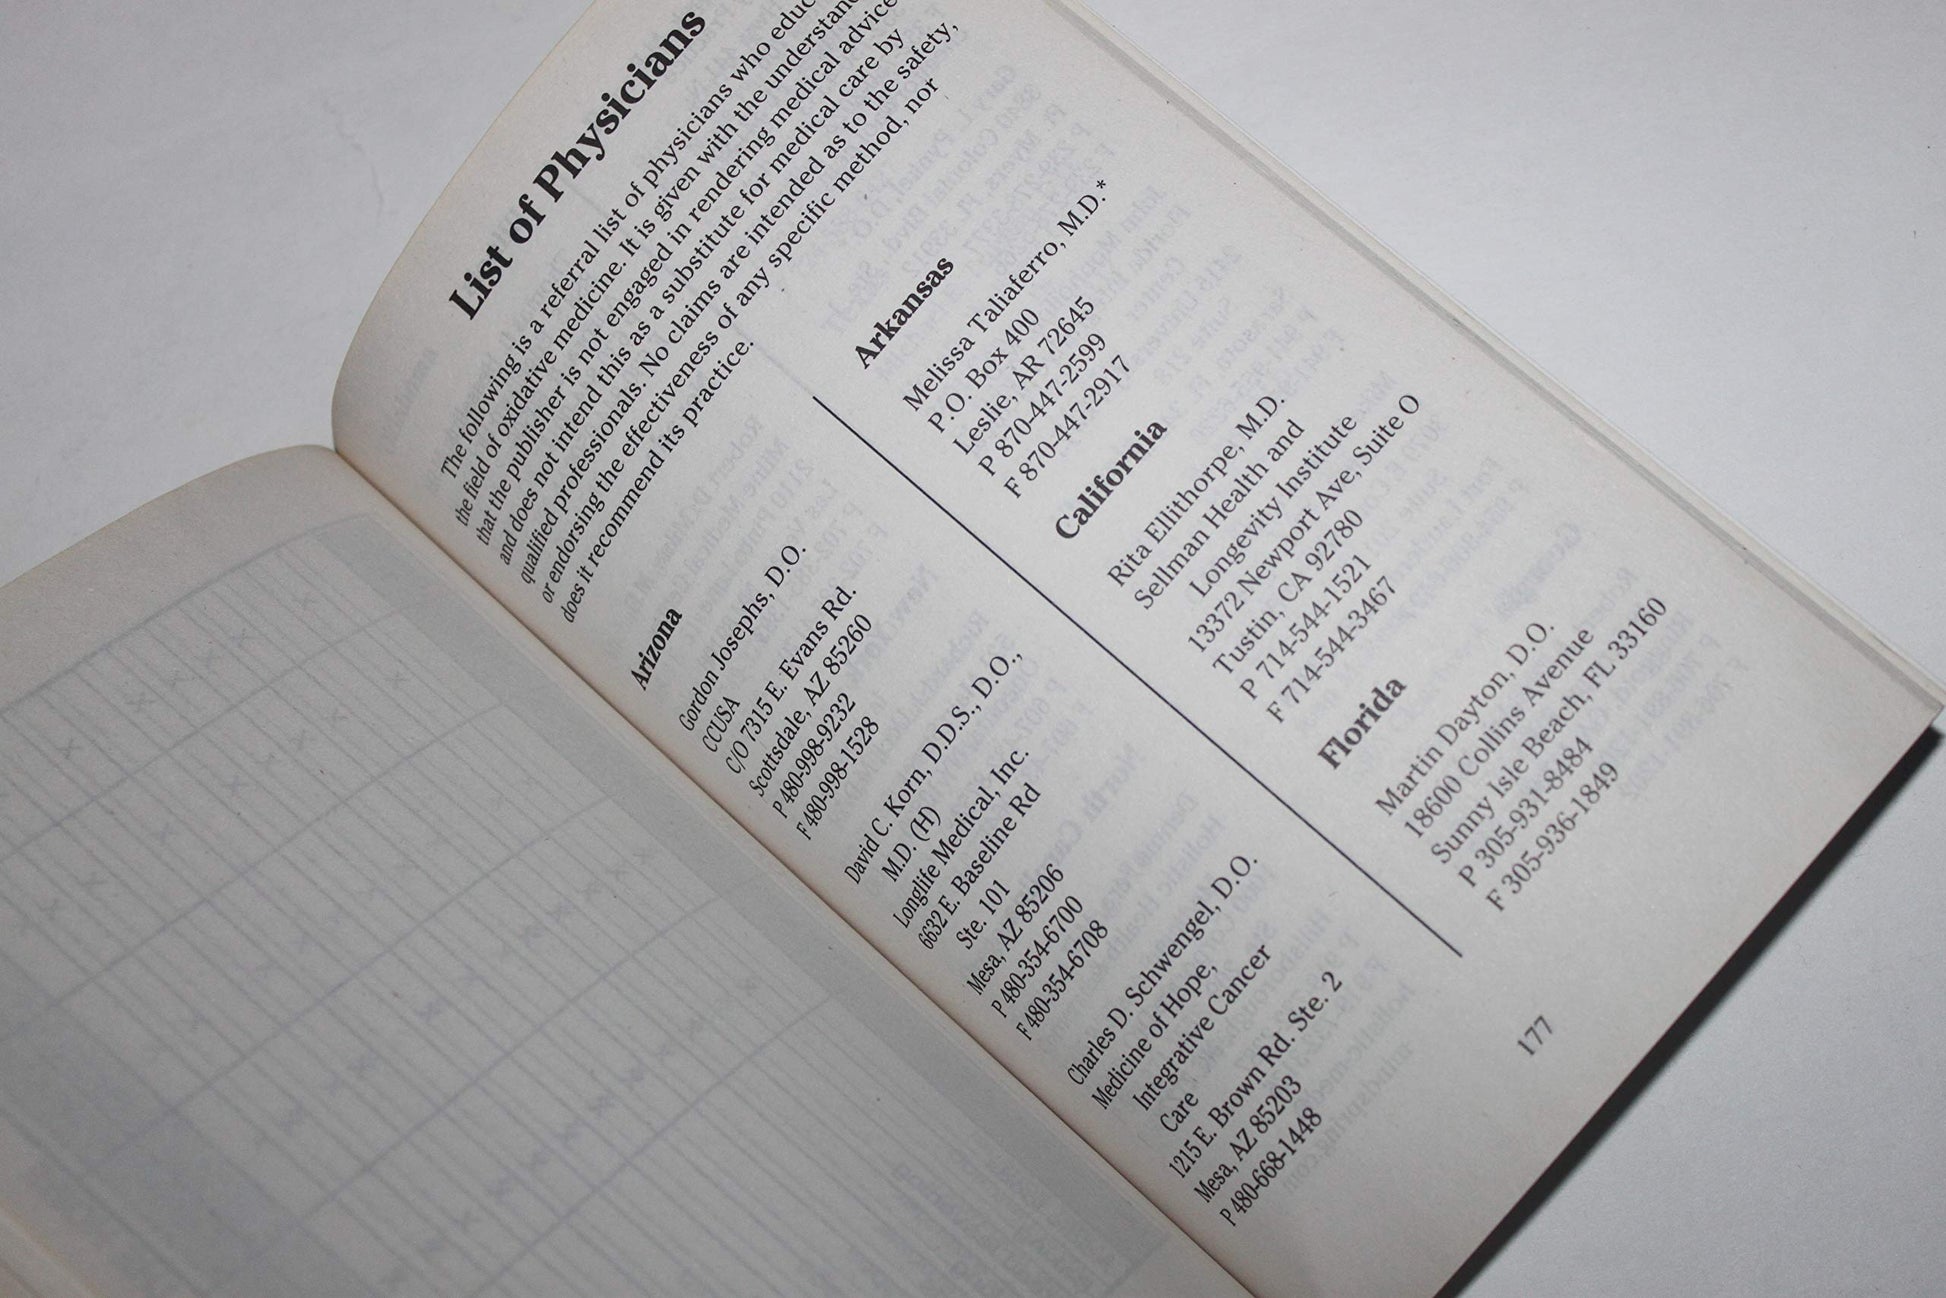 List of Physicians
The following is a referral list of physicians who educ
the field of oxidative medicine. It is given with the understand
that the publisher is not engaged in rendering medical advice
and does not intend this as a substitute for medical care by
qualified professionals. No claims are intended as to the safety,
or endorsing the effectiveness of any specific method, nor
does it recommend its practice.
Arizona
Gordon Josephs, D.O.
CCUSA
C/O 7315 E. Evans Rd.
Scottsdale, AZ 85260
P 480-998-9232
F 480-998-1528
David C. Korn, D.D.S., D.O.,
M.D. (H)
Longlife Medical, Inc.
6632 E. Baseline Rd
Ste. 101
Mesa, AZ 85206
P 480-354-6700
F 480-354-6708
Charles D. Schwengel, D.O.
Medicine of Hope,
Integrative Cancer
Care
1215 E. Brown Rd. Ste. 2
Mesa, AZ 85203
P 480-668-1448
Arkansas
Melissa Taliaferro, M.D.*
P.O. Box 400
Leslie, AR 72645
P 870-447-2599
F 870-447-2917
California
Rita Ellithorpe, M.D.
Sellman Health and
Longevity Institute
13372 Newport Ave, Suite O
Tustin, CA 92780
P 714-544-1521
F 714-544-3467
Florida
Martin Dayton, D.O.
18600 Collins Avenue
Sunny Isle Beach, FL 33160
P 305-931-8484
F 305-936-1849
177